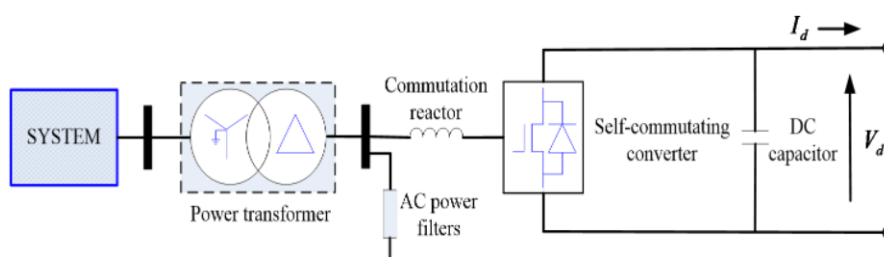 I_d
Commutation
reactor
SYSTEM
Self-commutating
converter
DC
capacitor
V_d
AC power
filters
Power transformer